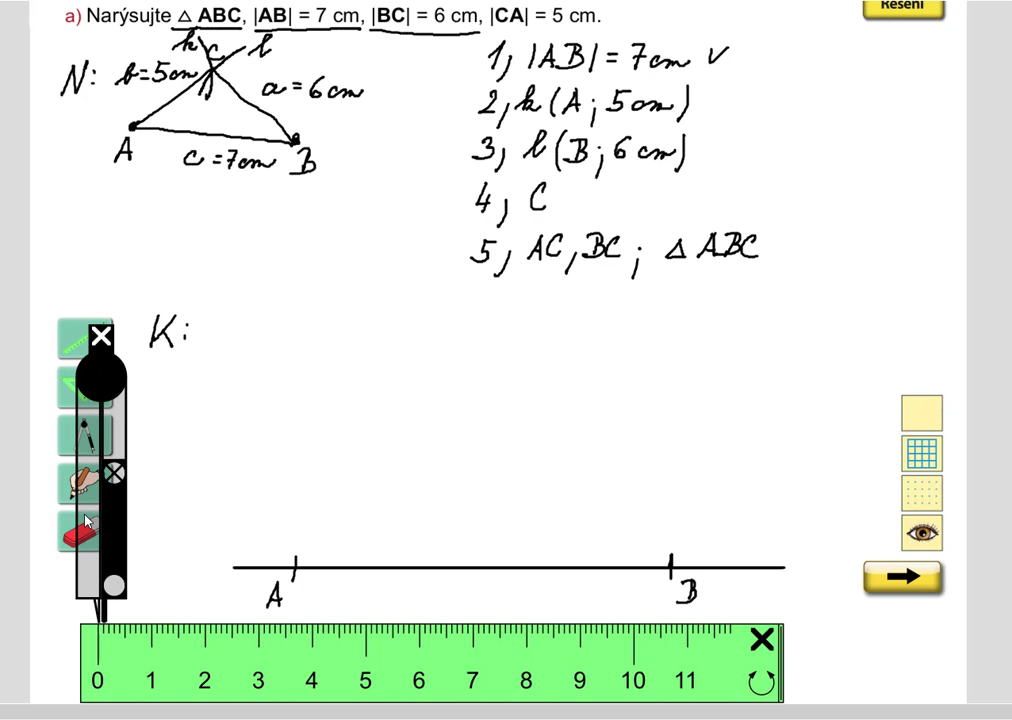 a) Narýsujte △ ABC, |AB| = 7 cm, |BC| = 6 cm, |CA| = 5 cm.
Řešení
N:
k
C
l
b=5cm
a=6cm
A
c=7cm
B
1, |AB| = 7cm ✓
2, k(A; 5cm)
3, l(B; 6cm)
4, C
5, AC, BC; △ ABC
K:
A
B
0 1 2 3 4 5 6 7 8 9 10 11